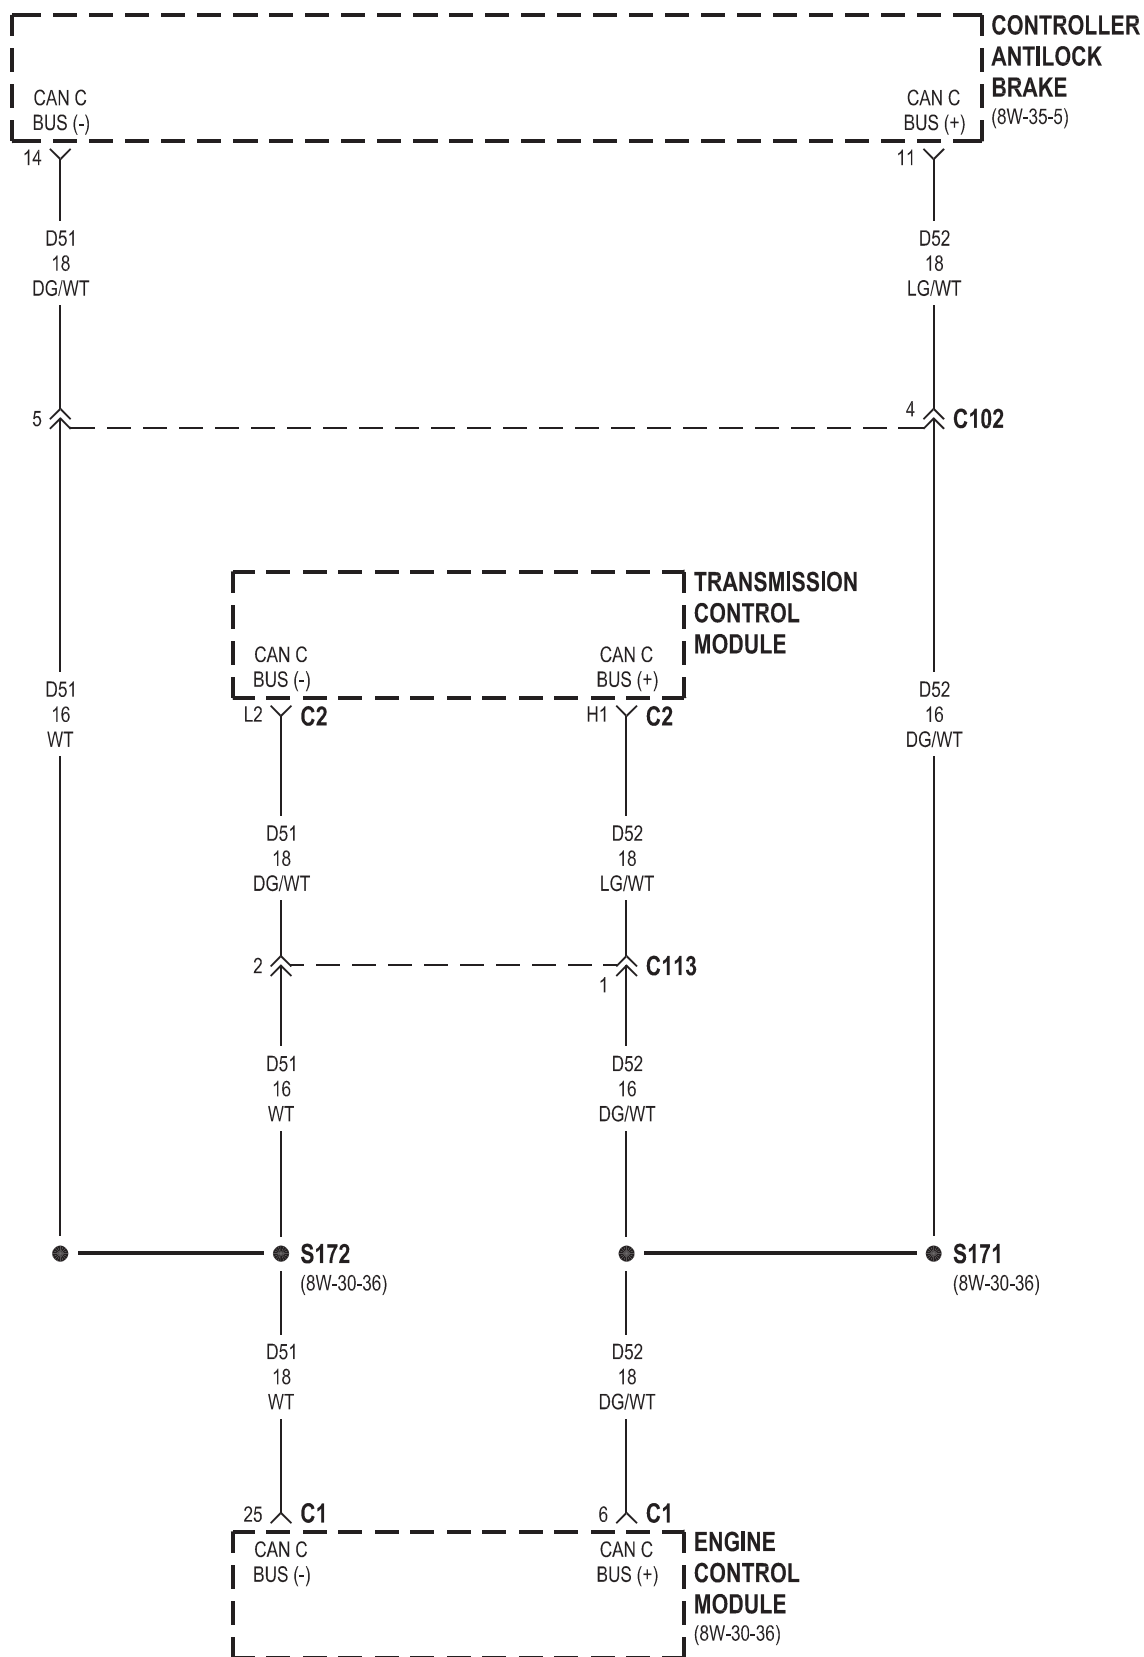 CONTROLLER
ANTILOCK
BRAKE
(8W-35-5)
CAN C
BUS (-)
CAN C
BUS (+)
14
11
D51
18
DG/WT
D52
18
LG/WT
5
4
C102
TRANSMISSION
CONTROL
MODULE
CAN C
BUS (-)
CAN C
BUS (+)
D51
16
WT
D52
16
DG/WT
L2
C2
H1
C2
D51
18
DG/WT
D52
18
LG/WT
2
C113
1
D51
16
WT
D52
16
DG/WT
S172
(8W-30-36)
S171
(8W-30-36)
D51
18
WT
D52
18
DG/WT
25
C1
6
C1
CAN C
BUS (-)
CAN C
BUS (+)
ENGINE
CONTROL
MODULE
(8W-30-36)